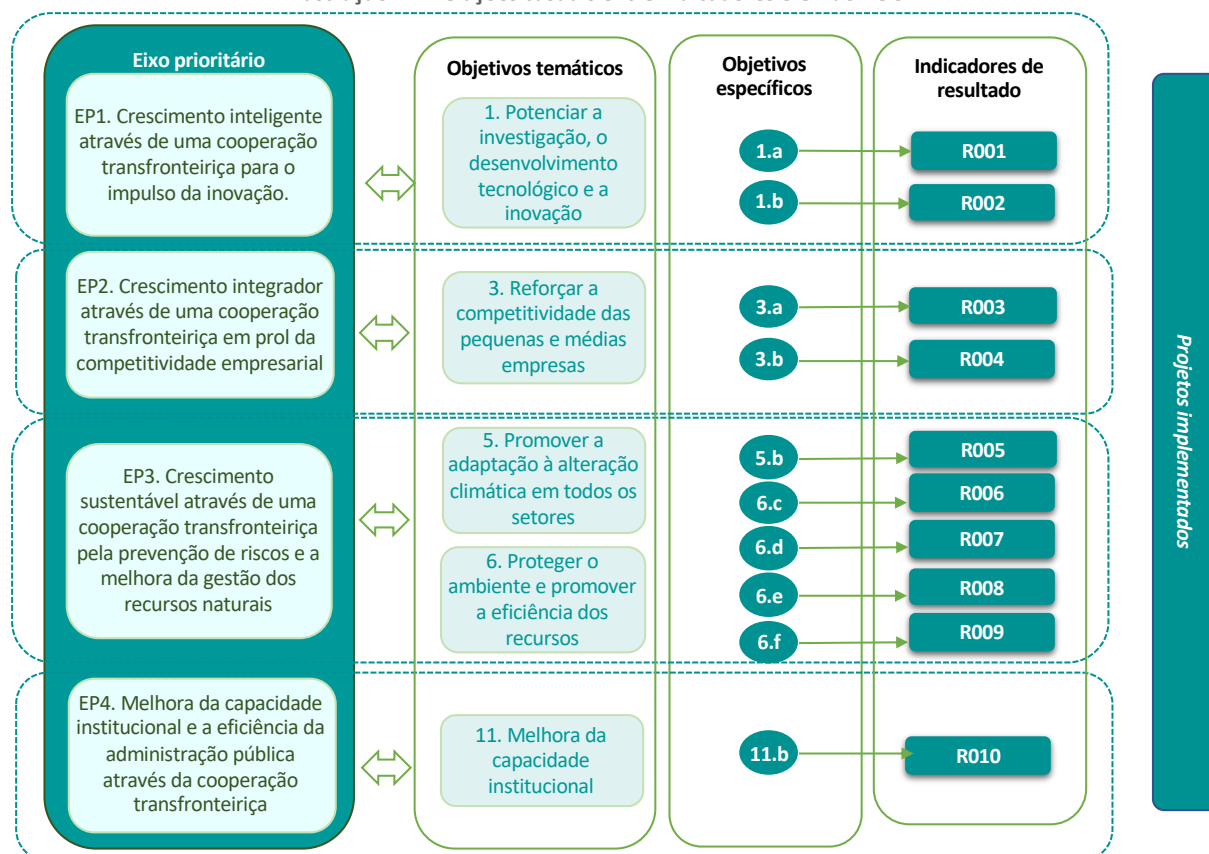 Eixo prioritário
Objetivos temáticos
Objetivos
específicos
Indicadores de
resultado
EP1. Crescimento inteligente
através de uma cooperação
transfronteiriça para o
impulso da inovação.
1. Potenciar a
investigação, o
desenvolvimento
tecnológico e a
inovação
1.a
R001
1.b
R002
EP2. Crescimento integrador
através de uma cooperação
transfronteiriça em prol da
competitividade empresarial
3. Reforçar a
competitividade das
pequenas e médias
empresas
3.a
R003
3.b
R004
EP3. Crescimento
sustentável através de uma
cooperação transfronteiriça
pela prevenção de riscos e a
melhora da gestão dos
recursos naturais
5. Promover a
adaptação à alteração
climática em todos os
setores
6. Proteger o
ambiente e promover
a eficiência dos
recursos
5.b
R005
6.c
R006
6.d
R007
6.e
R008
6.f
R009
EP4. Melhora da capacidade
institucional e a eficiência da
administração pública
através da cooperação
transfronteiriça
11. Melhora da
capacidade
institucional
11.b
R010
Projetos implementados